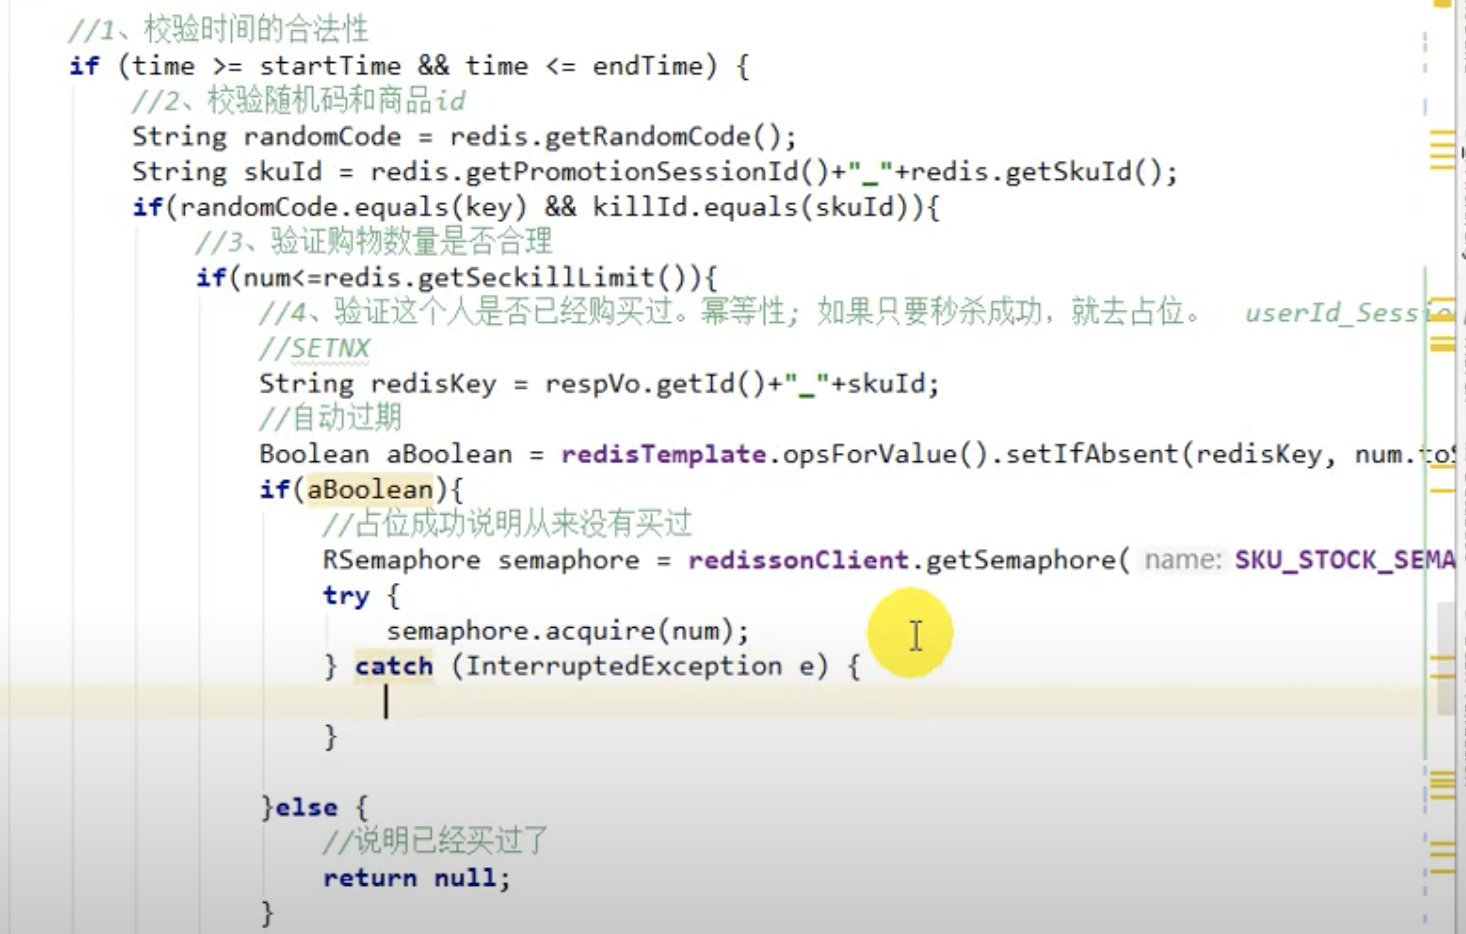 //1、校验时间的合法性
if (time >= startTime && time <= endTime) {
//2、校验随机码和商品id
String randomCode = redis.getRandomCode();
String skuId = redis.getPromotionSessionId()+"_"+redis.getSkuId();
if(randomCode.equals(key) && killId.equals(skuId)){
//3、验证购物数量是否合理
if(num<=redis.getSeckillLimit()){
//4、验证这个人是否已经购买过。幂等性; 如果只要秒杀成功，就去占位。 userId_Sessio
//SETNX
String redisKey = respVo.getId()+"_"+skuId;
//自动过期
Boolean aBoolean = redisTemplate.opsForValue().setIfAbsent(redisKey, num.to
if(aBoolean){
//占位成功说明从来没有买过
RSemaphore semaphore = redissonClient.getSemaphore( name: SKU_STOCK_SEMA
try {
semaphore.acquire(num);
} catch (InterruptedException e) {
}
}else {
//说明已经买过了
return null;
}